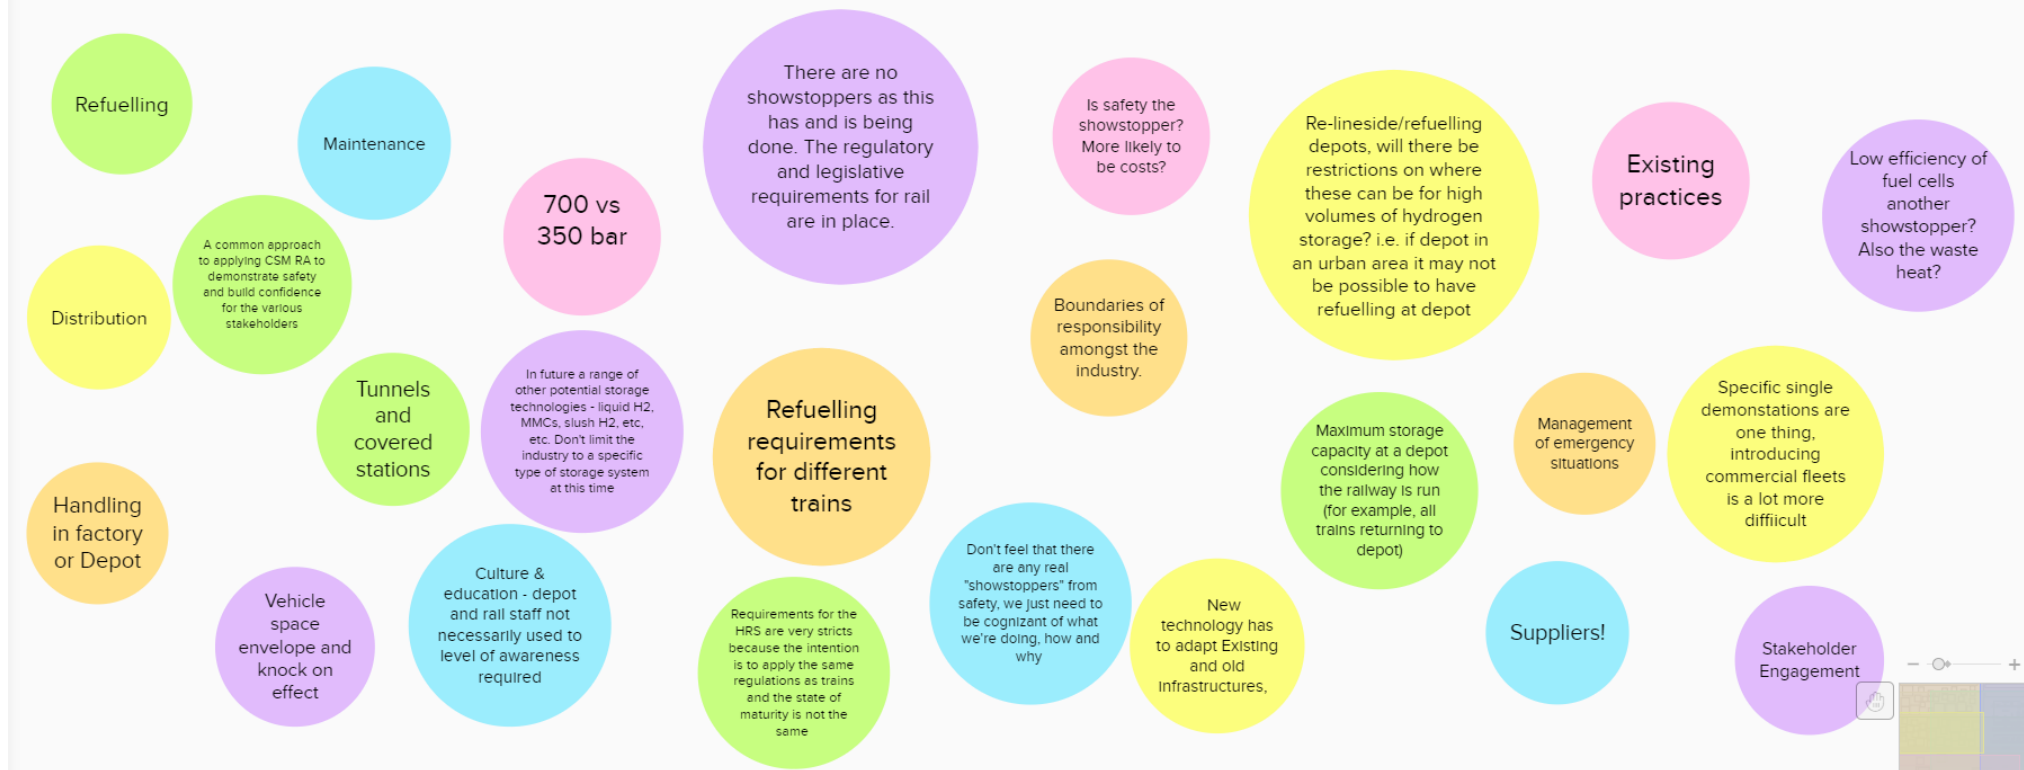 Refuelling
Maintenance
A common approach
to applying CSM RA to
demonstrate safety
and build confidence
for the various
stakeholders
Distribution
700 vs
350 bar
There are no
showstoppers as this
has and is being
done. The regulatory
and legislative
requirements for rail
are in place.
Is safety the
showstopper?
More likely to
be costs?
Re-lineside/refuelling
depots, will there be
restrictions on where
these can be for high
volumes of hydrogen
storage? i.e. if depot in
an urban area it may not
be possible to have
refuelling at depot
Existing
practices
Low efficiency of
fuel cells
another
showstopper?
Also the waste
heat?
Boundaries of
responsibility
amongst the
industry.
Tunnels
and
covered
stations
In future a range of
other potential storage
technologies - liquid H2,
MMCs, slush H2, etc,
etc. Don't limit the
industry to a specific
type of storage system
at this time
Refuelling
requirements
for different
trains
Maximum storage
capacity at a depot
considering how
the railway is run
(for example, all
trains returning to
depot)
Management
of emergency
situations
Specific single
demonstations are
one thing,
introducing
commercial fleets
is a lot more
diffiicult
Handling
in factory
or Depot
Vehicle
space
envelope and
knock on
effect
Culture &
education - depot
and rail staff not
necessarily used to
level of awareness
required
Requirements for the
HRS are very stricts
because the intention
is to apply the same
regulations as trains
and the state of
maturity is not the
same
Don't feel that there
are any real
"showstoppers" from
safety, we just need to
be cognizant of what
we're doing, how and
why
New
technology has
to adapt Existing
and old
infrastructures,
Suppliers!
Stakeholder
Engagement